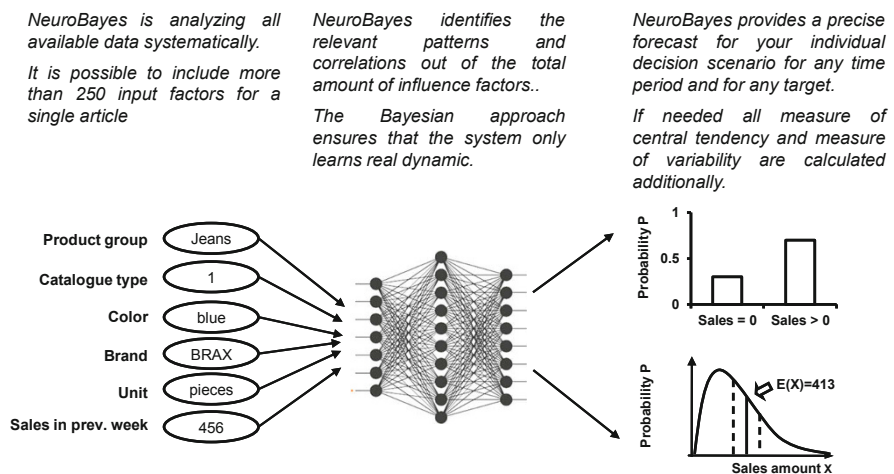 NeuroBayes is analyzing all
available data systematically.
It is possible to include more
than 250 input factors for a
single article
NeuroBayes identifies the
relevant patterns and
correlations out of the total
amount of influence factors..
The Bayesian approach
ensures that the system only
learns real dynamic.
NeuroBayes provides a precise
forecast for your individual
decision scenario for any time
period and for any target.
If needed all measure of
central tendency and measure
of variability are calculated
additionally.
Product group Jeans
Catalogue type 1
Color blue
Brand BRAX
Unit pieces
Sales in prev. week 456
Probability P
1
0.5
0
Sales = 0 Sales > 0
Probability P
E(X)=413
Sales amount X